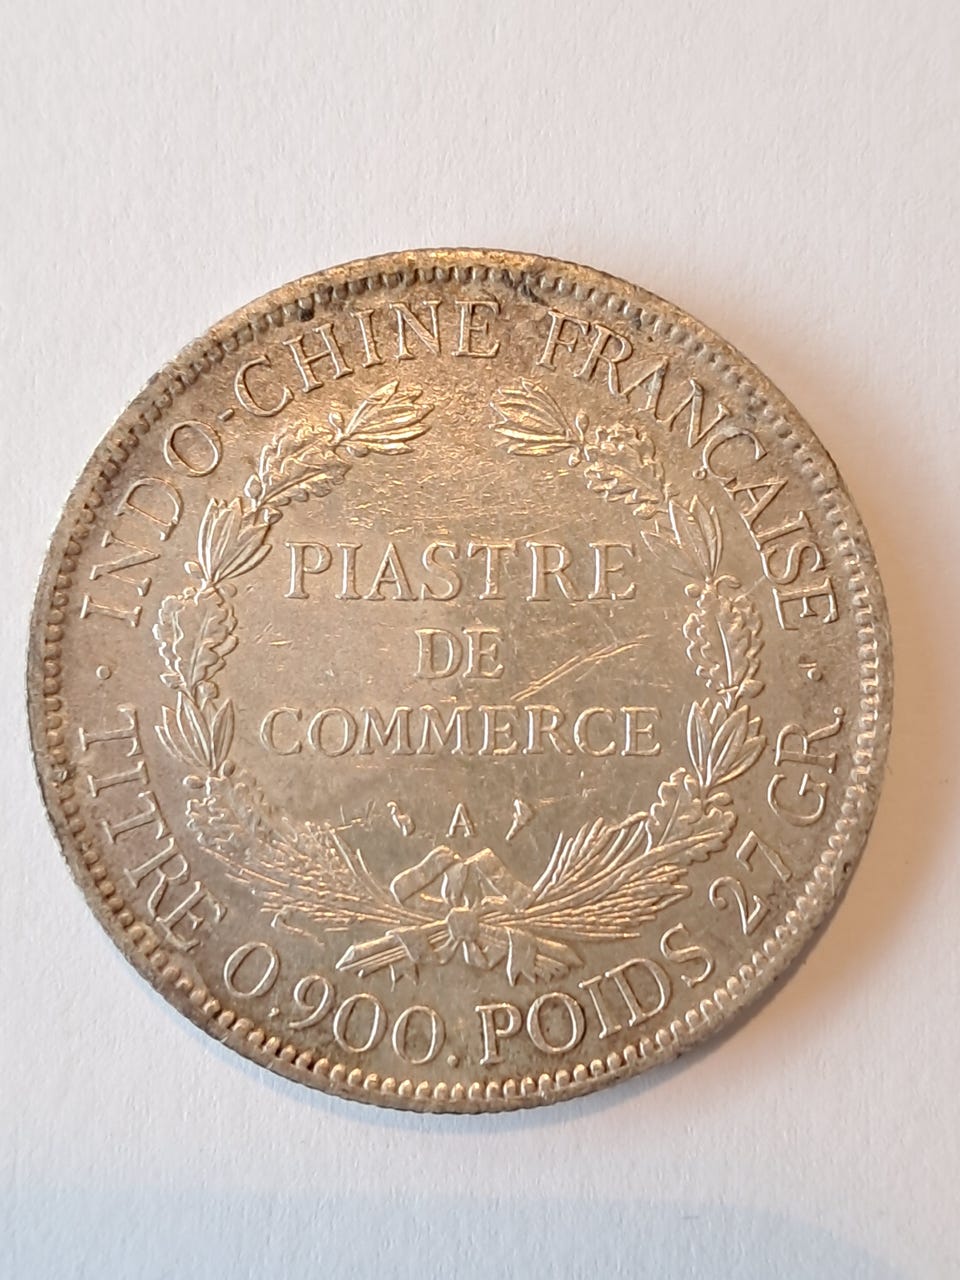 INDO-CHINE FRANÇAISE
PIASTRE
DE
COMMERCE
A
· TITRE 0,900. POIDS 27 GR. ·